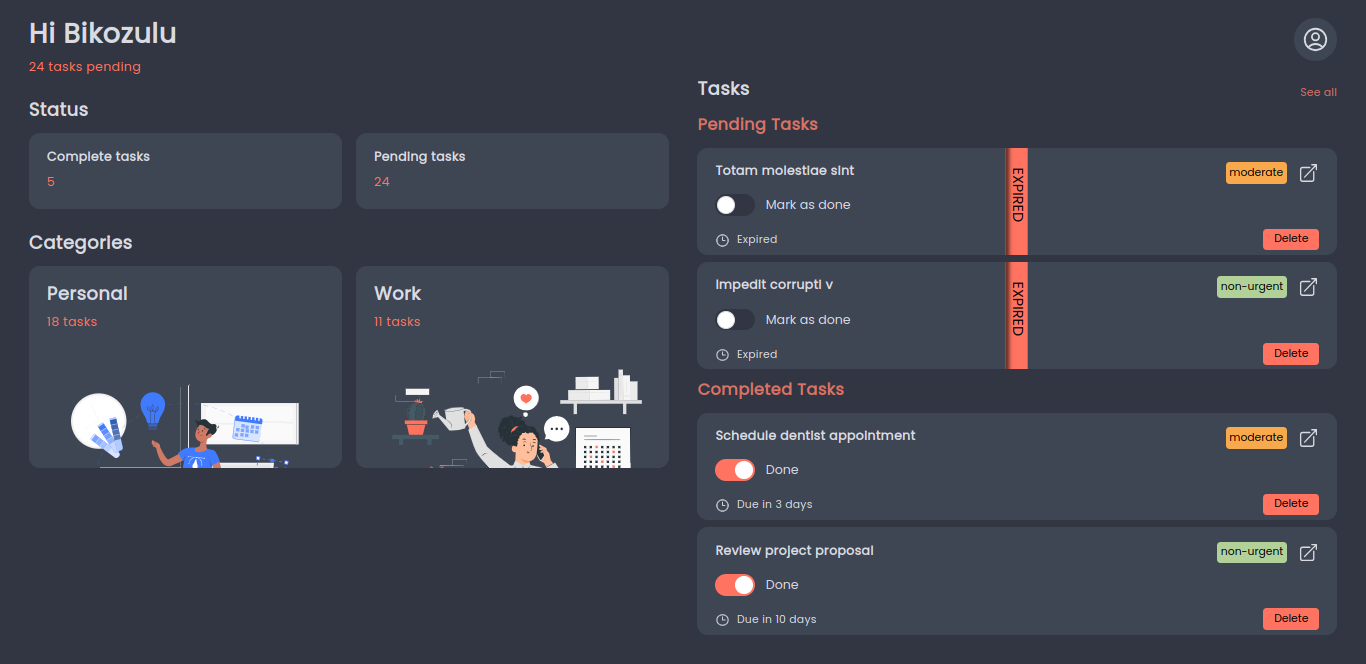 Hi Bikozulu
24 tasks pending
Status
Complete tasks
5
Pending tasks
24
Categories
Personal
18 tasks
Work
11 tasks
Tasks
See all
Pending Tasks
Totam molestiae sint
moderate
Mark as done
EXPIRED
Expired
Delete
Impedit corrupti v
non-urgent
Mark as done
EXPIRED
Expired
Delete
Completed Tasks
Schedule dentist appointment
moderate
Done
Due in 3 days
Delete
Review project proposal
non-urgent
Done
Due in 10 days
Delete